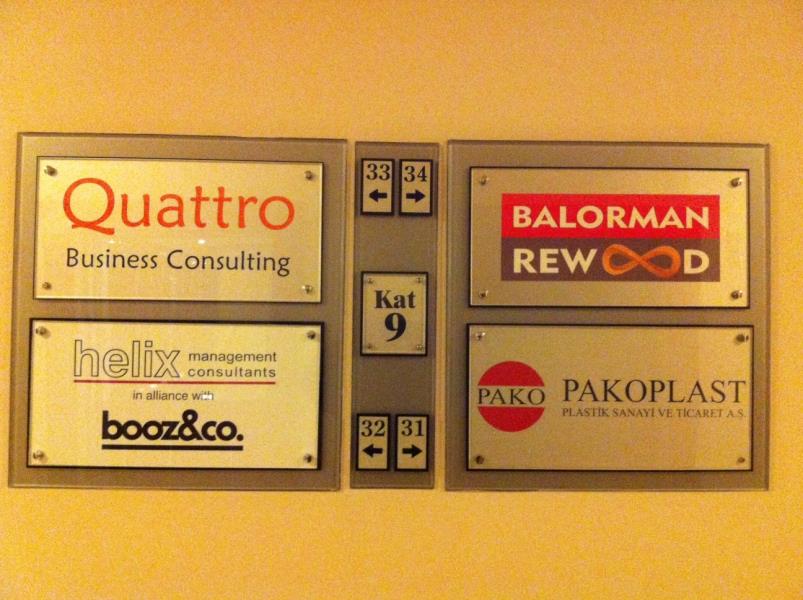 Quattro
Business Consulting
helix management
consultants
in alliance with
booz&co.
33 34
Kat
9
32 31
BALORMAN
REWOOD
PAKO
PAKOPLAST
PLASTİK SANAYİ VE TİCARET A.Ş.